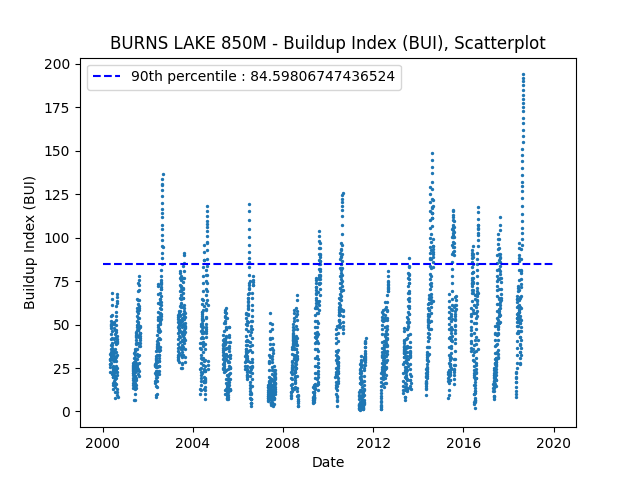 BURNS LAKE 850M - Buildup Index (BUI), Scatterplot
90th percentile : 84.59806747436524
Buildup Index (BUI)
200
175
150
125
100
75
50
25
0
2000 2004 2008 2012 2016 2020
Date